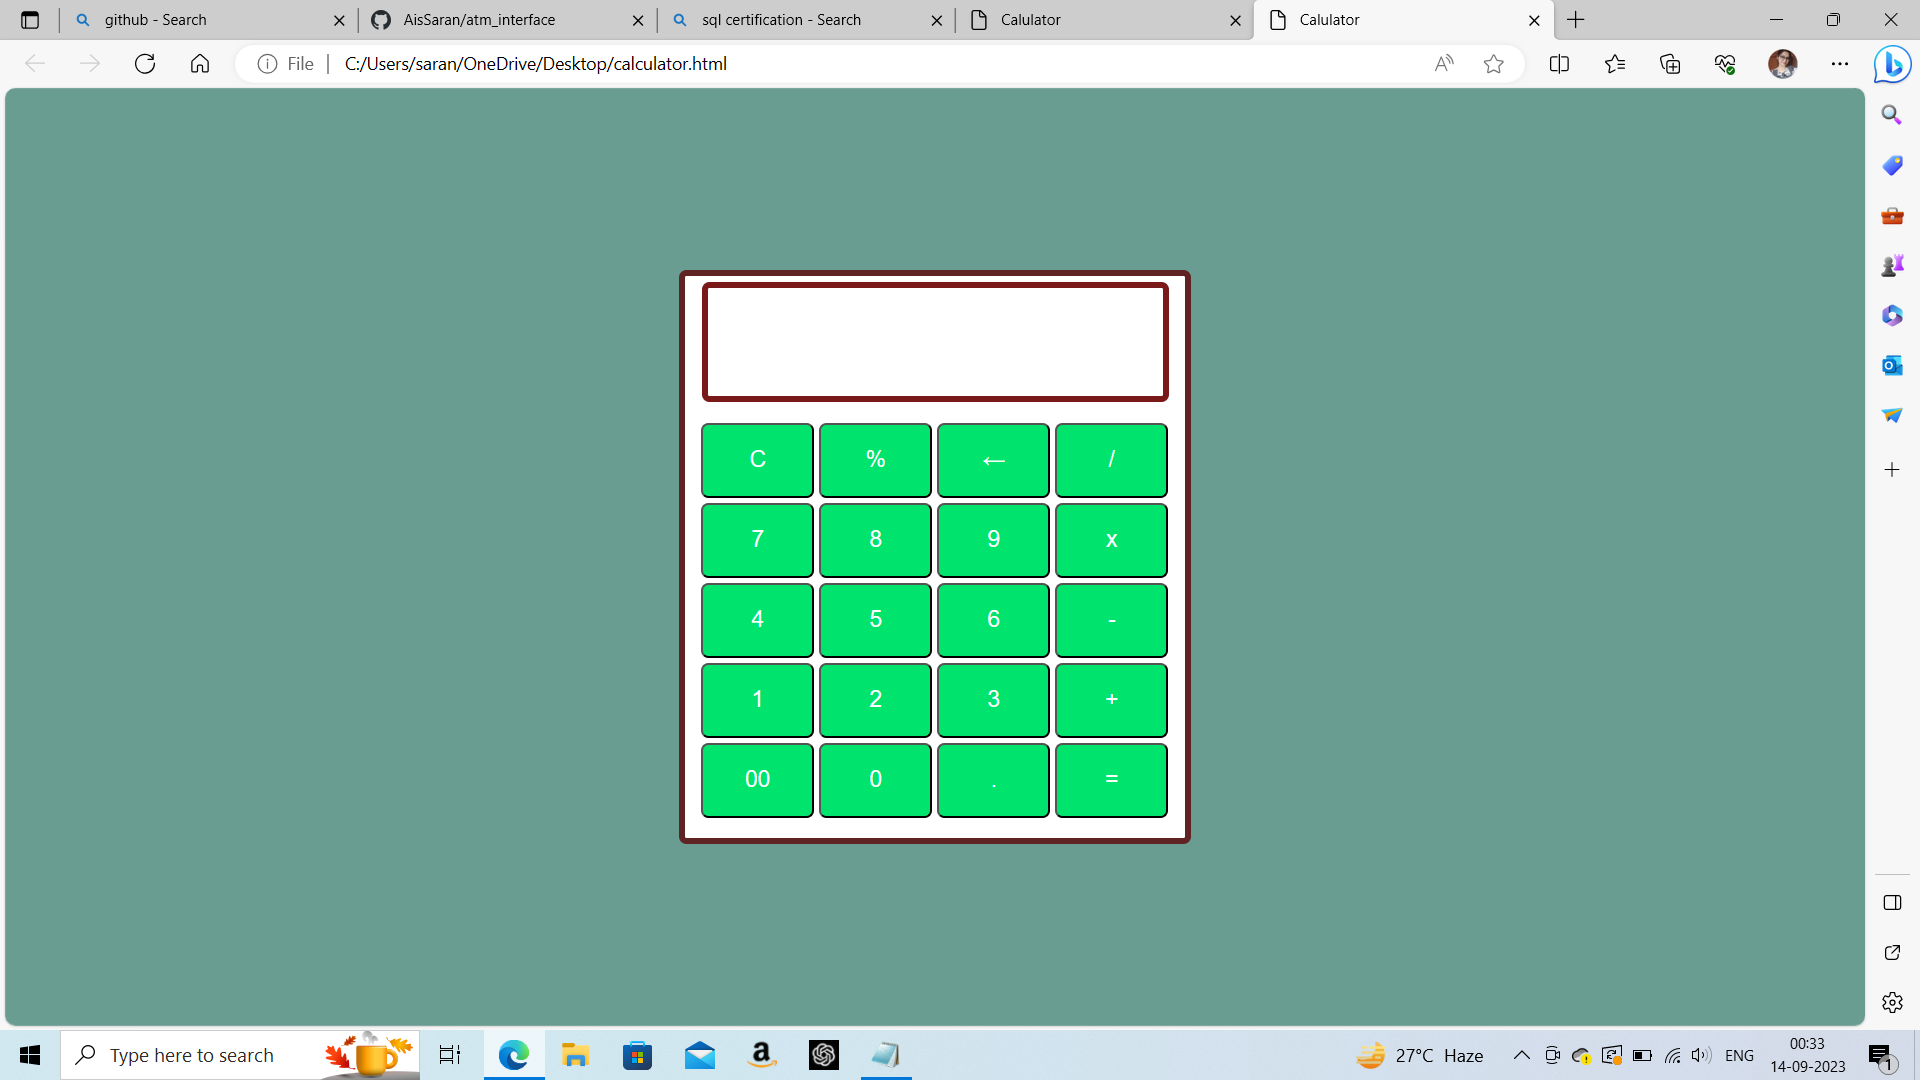 github - Search
AisSaran/atm_interface
sql certification - Search
Calulator
Calulator
File C:/Users/saran/OneDrive/Desktop/calculator.html
C % ← /
7 8 9 x
4 5 6 -
1 2 3 +
00 0 . =
Type here to search
27°C Haze
ENG
00:33
14-09-2023
1